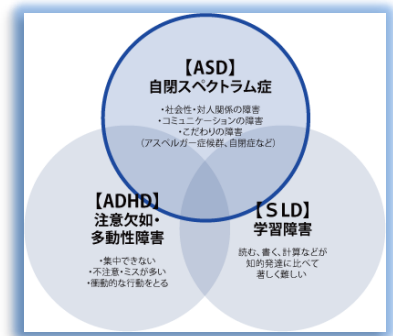 【ASD】
自閉スペクトラム症
・社会性・対人関係の障害
・コミュニケーションの障害
・こだわりの障害
(アスペルガー症候群、自閉症など)
【ADHD】
注意欠如・
多動性障害
・集中できない
・不注意・ミスが多い
・衝動的な行動をとる
【SLD】
学習障害
読む、書く、計算などが
知的発達に比べて
著しく難しい